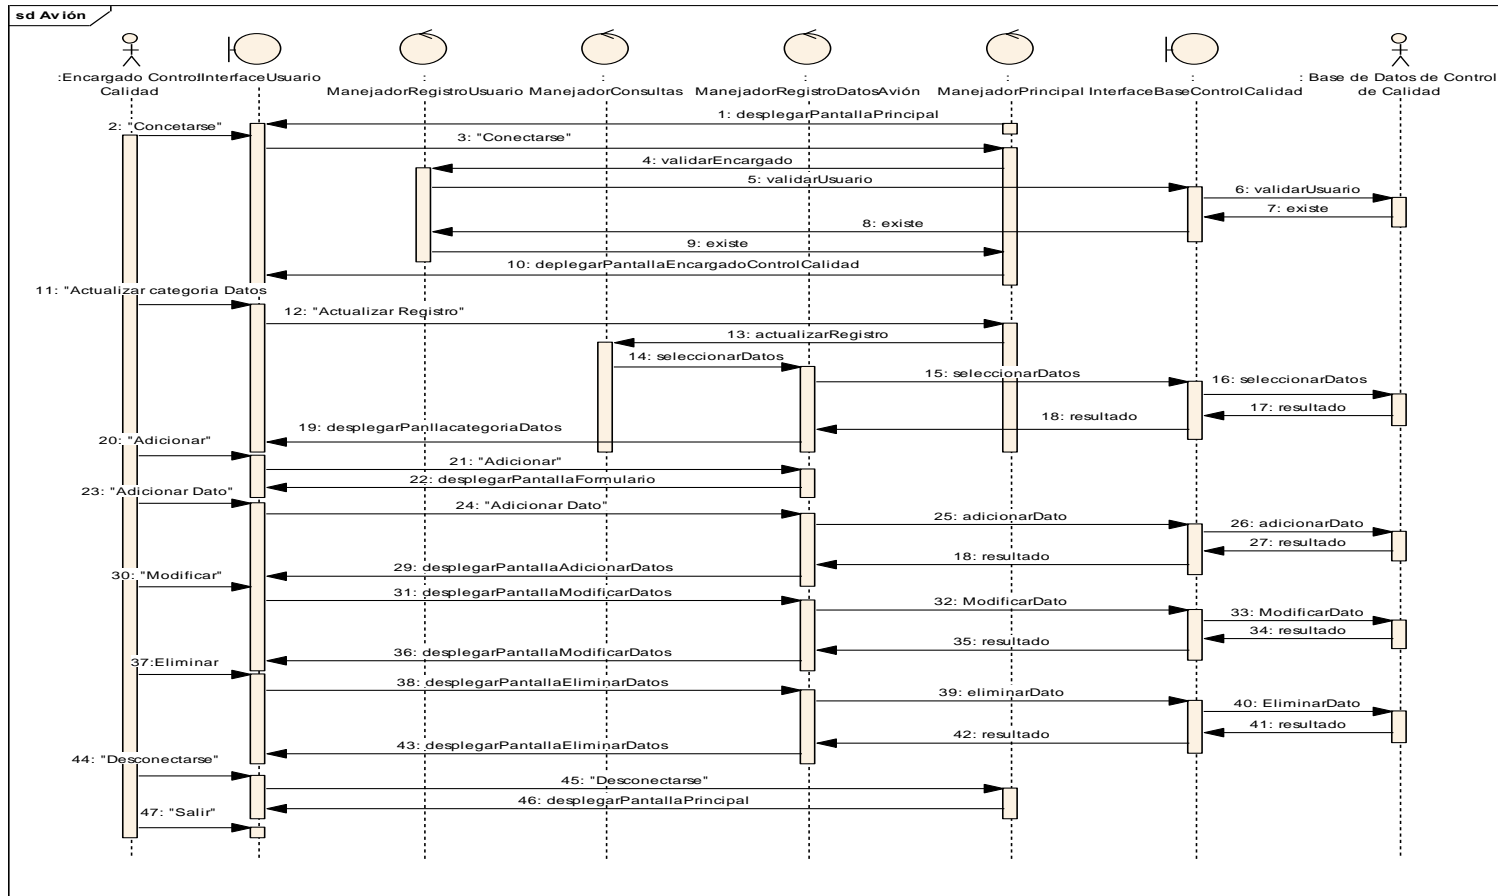 sd Avión
:Encargado Control
Calidad
InterfaceUsuario
:
ManejadorRegistroUsuario
:
ManejadorConsultas
:
ManejadorRegistroDatosAvión
:
ManejadorPrincipal
:
InterfaceBaseControlCalidad
: Base de Datos de Control
de Calidad
1: desplegarPantallaPrincipal
2: "Concetarse"
3: "Conectarse"
4: validarEncargado
5: validarUsuario
6: validarUsuario
7: existe
8: existe
9: existe
10: deplegarPantallaEncargadoControlCalidad
11: "Actualizar categoria Datos
12: "Actualizar Registro"
13: actualizarRegistro
14: seleccionarDatos
15: seleccionarDatos
16: seleccionarDatos
17: resultado
18: resultado
19: desplegarPanllacategoriaDatos
20: "Adicionar"
21: "Adicionar"
22: desplegarPantallaFormulario
23: "Adicionar Dato"
24: "Adicionar Dato"
25: adicionarDato
26: adicionarDato
27: resultado
18: resultado
29: desplegarPantallaAdicionarDatos
30: "Modificar"
31: desplegarPantallaModificarDatos
32: ModificarDato
33: ModificarDato
34: resultado
35: resultado
36: desplegarPantallaModificarDatos
37:Eliminar
38: desplegarPantallaEliminarDatos
39: eliminarDato
40: EliminarDato
41: resultado
42: resultado
43: desplegarPantallaEliminarDatos
44: "Desconectarse"
45: "Desconectarse"
46: desplegarPantallaPrincipal
47: "Salir"